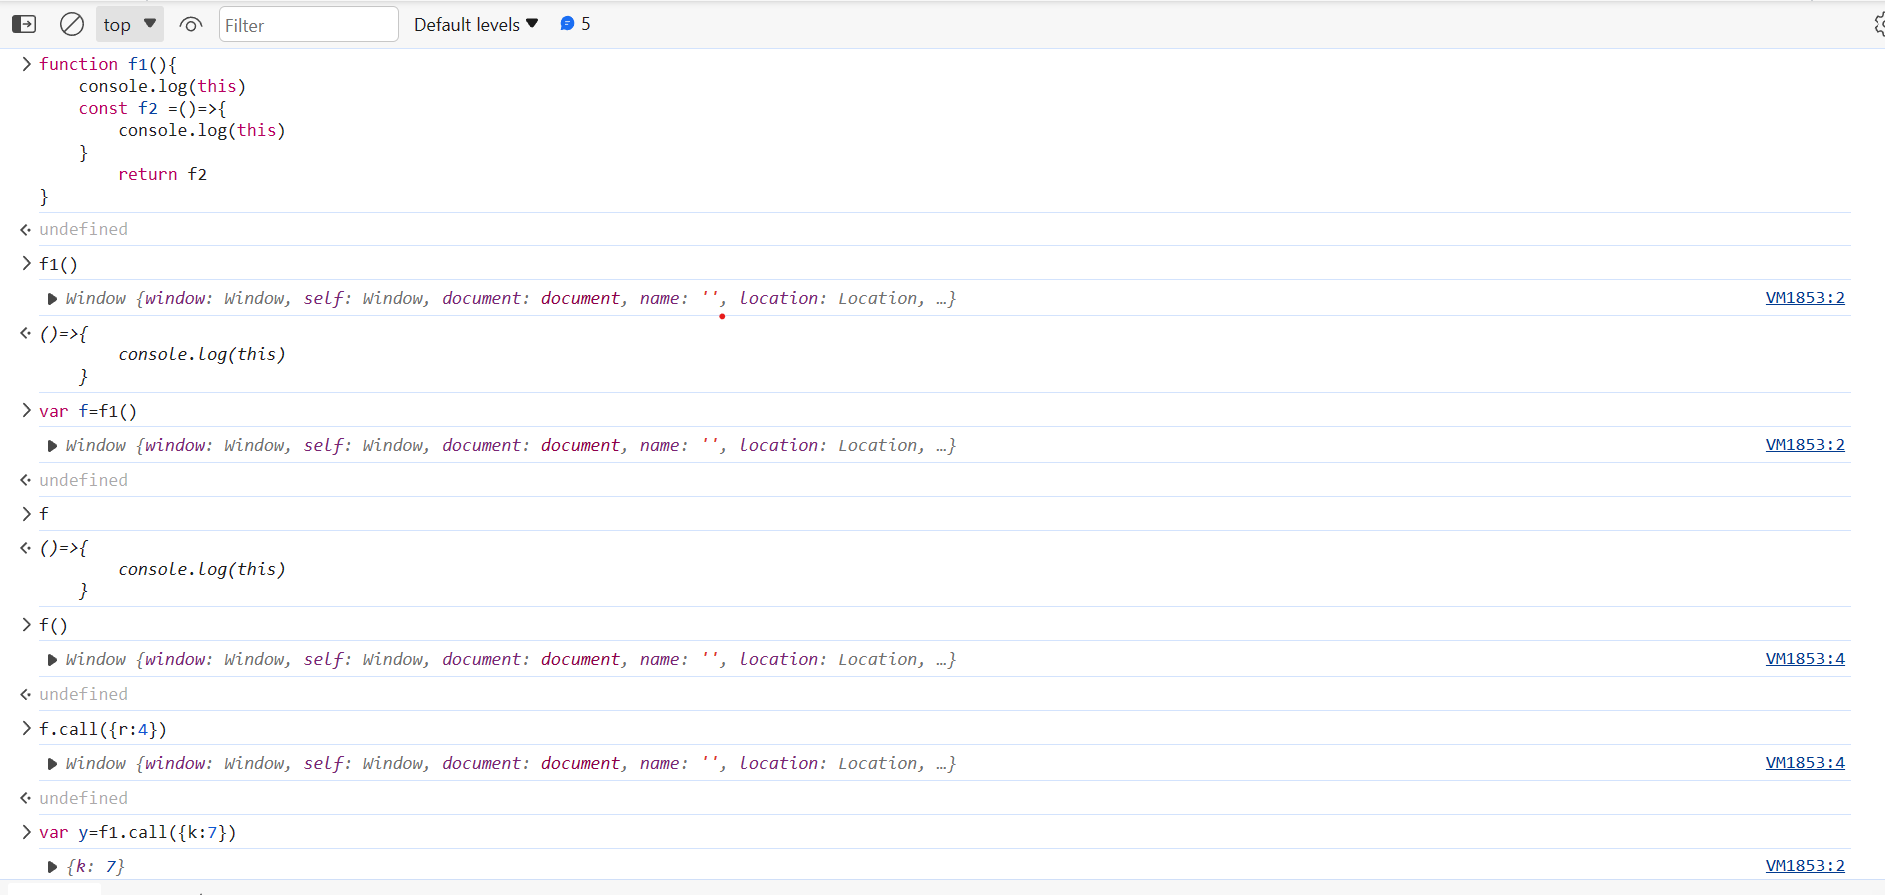 top ▼ Filter Default levels ▼ 5
> function f1(){
    console.log(this)
    const f2 =()=>{
        console.log(this)
    }
        return f2
}
undefined
> f1()
▶ Window {window: Window, self: Window, document: document, name: '', location: Location, …} VM1853:2
()=>{
        console.log(this)
    }
> var f=f1()
▶ Window {window: Window, self: Window, document: document, name: '', location: Location, …} VM1853:2
undefined
> f
()=>{
        console.log(this)
    }
> f()
▶ Window {window: Window, self: Window, document: document, name: '', location: Location, …} VM1853:4
undefined
> f.call({r:4})
▶ Window {window: Window, self: Window, document: document, name: '', location: Location, …} VM1853:4
undefined
> var y=f1.call({k:7})
▶ {k: 7} VM1853:2